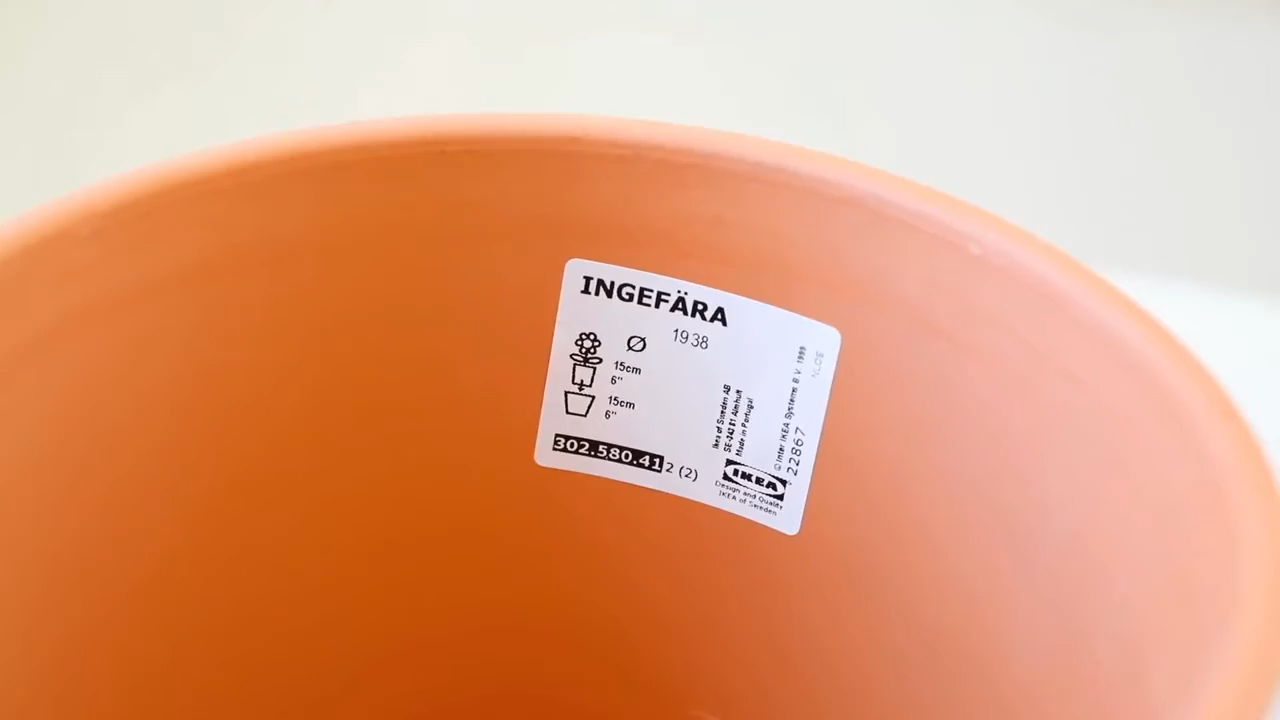 INGEFÄRA
1938
Ø
15cm
6"
15cm
6"
302.580.41 2 (2)
Ikea of Sweden AB
SE-343 81 Älmhult
Made in Portugal
© Inter IKEA Systems B.V. 1999
22867
IKEA
Design and Quality
IKEA of Sweden